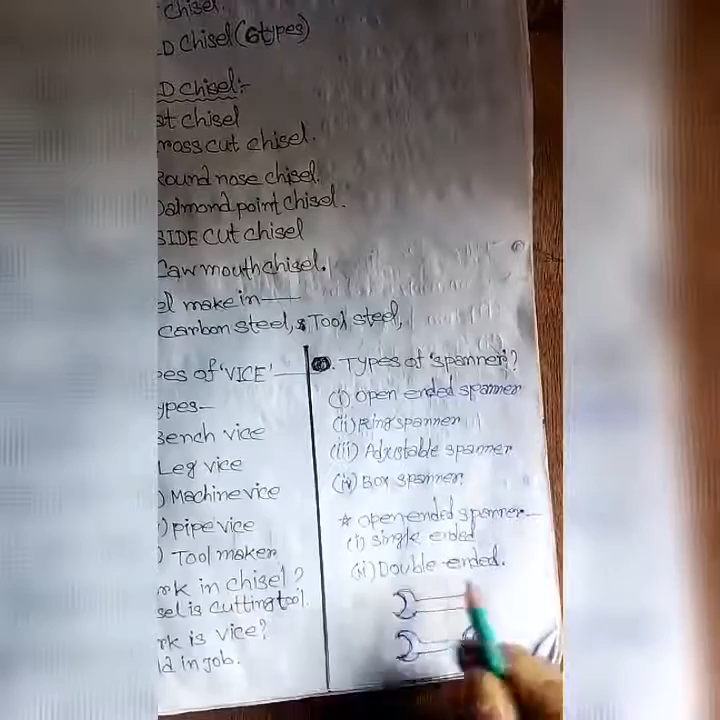 chisel.
D chisel (6types)
D chisel:-
chisel
cross cut chisel.
Round nose chisel.
Dalmond point chisel.
SIDE CUT chisel
Caw mouth chisel.
el make in —
carbon steel, Tool steel,
es of 'VICE' —
ypes —
Bench vice
Leg vice
) Machine vice
) pipe vice
) Tool maker
rk in chisel?
sel is cutting tool.
rk is vice?
ld in job.
Types of 'spanner'?
(i) open ended spanner
(ii) Ring spanner
(iii) Adjustable spanner
(iv) Box spanner.
☆ open ended spanner —
(i) single ended
(ii) Double ended.